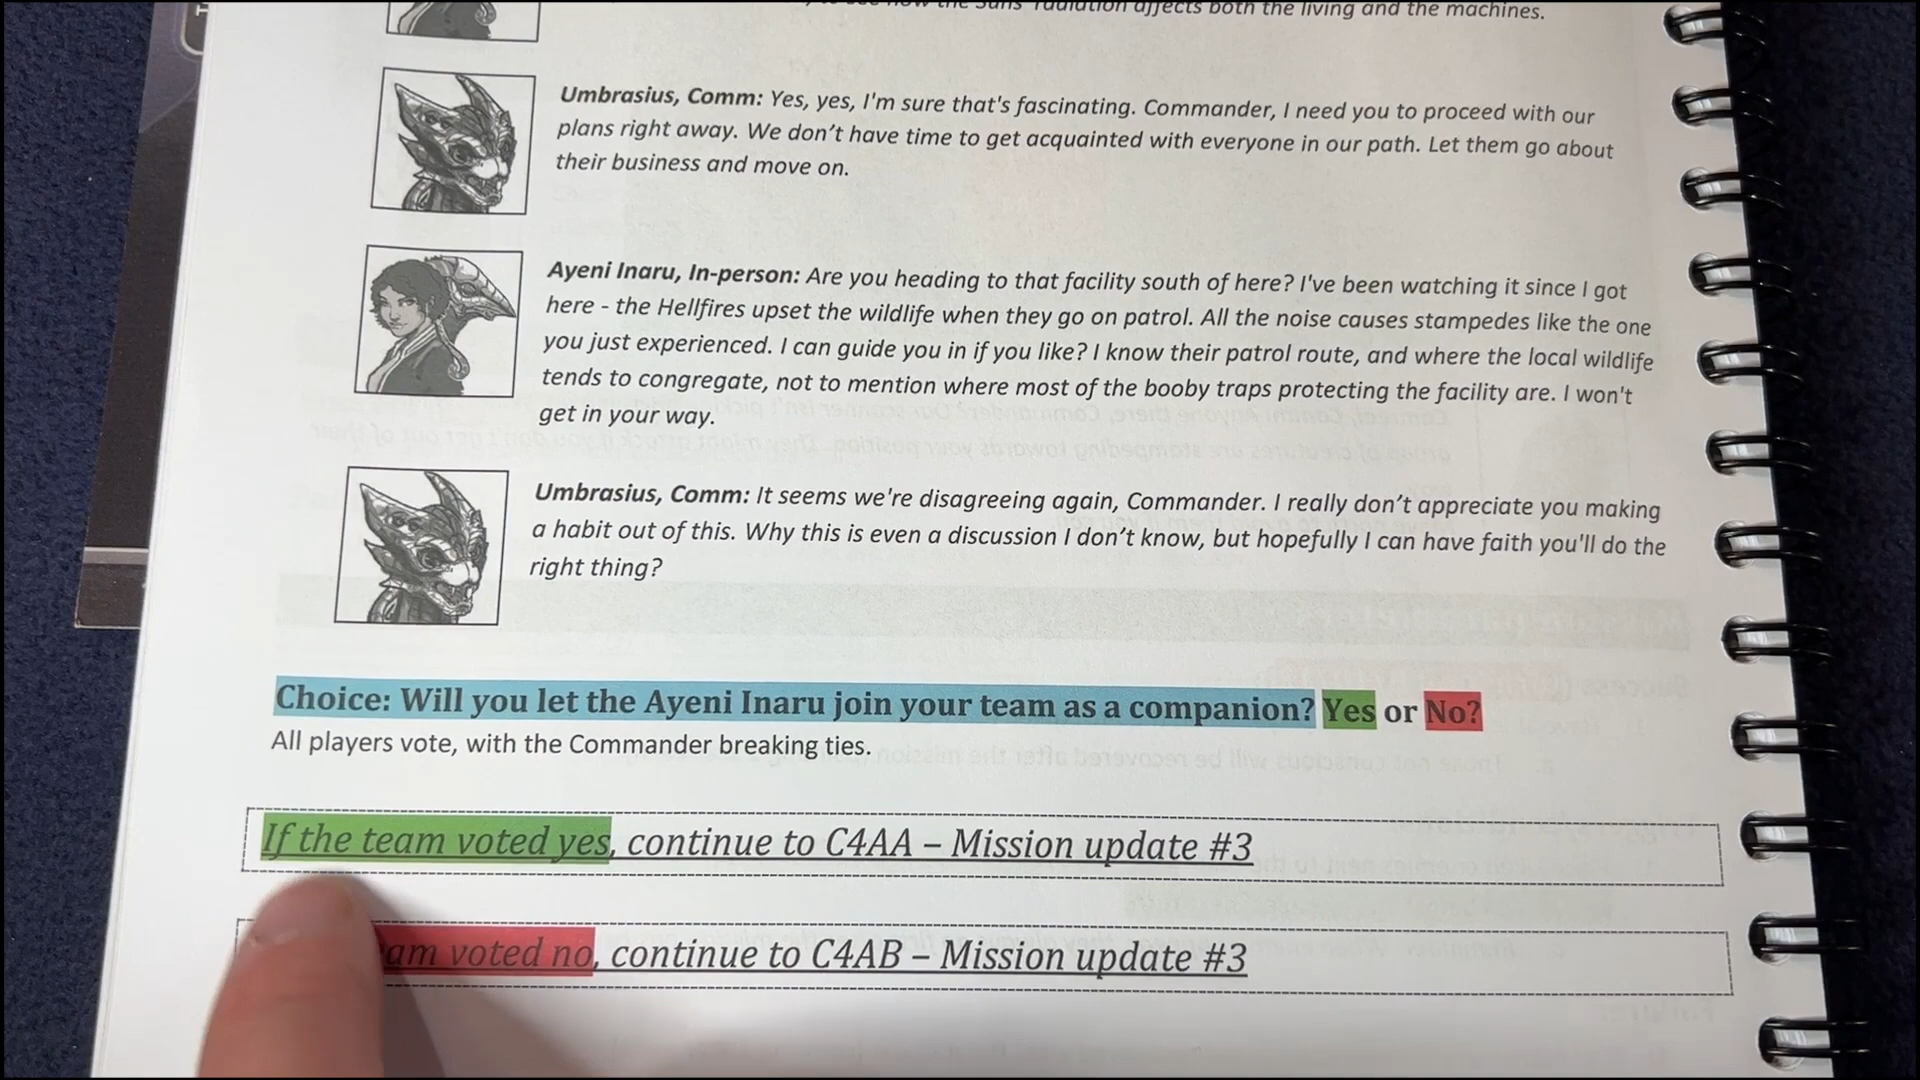 the suns' radiation affects both the living and the machines.
Umbrasius, Comm: Yes, yes, I'm sure that's fascinating. Commander, I need you to proceed with our
plans right away. We don't have time to get acquainted with everyone in our path. Let them go about
their business and move on.
Ayeni Inaru, In-person: Are you heading to that facility south of here? I've been watching it since I got
here - the Hellfires upset the wildlife when they go on patrol. All the noise causes stampedes like the one
you just experienced. I can guide you in if you like? I know their patrol route, and where the local wildlife
tends to congregate, not to mention where most of the booby traps protecting the facility are. I won't
get in your way.
Umbrasius, Comm: It seems we're disagreeing again, Commander. I really don't appreciate you making
a habit out of this. Why this is even a discussion I don't know, but hopefully I can have faith you'll do the
right thing?
Choice: Will you let the Ayeni Inaru join your team as a companion? Yes or No?
All players vote, with the Commander breaking ties.
If the team voted yes, continue to C4AA – Mission update #3
am voted no, continue to C4AB – Mission update #3